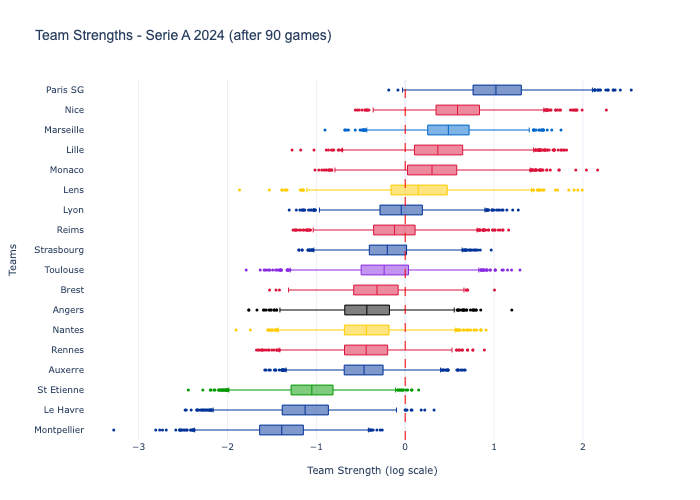 Team Strengths - Serie A 2024 (after 90 games)
Paris SG
Nice
Marseille
Lille
Monaco
Lens
Lyon
Reims
Strasbourg
Toulouse
Brest
Angers
Nantes
Rennes
Auxerre
St Etienne
Le Havre
Montpellier
Teams
−3 −2 −1 0 1 2
Team Strength (log scale)